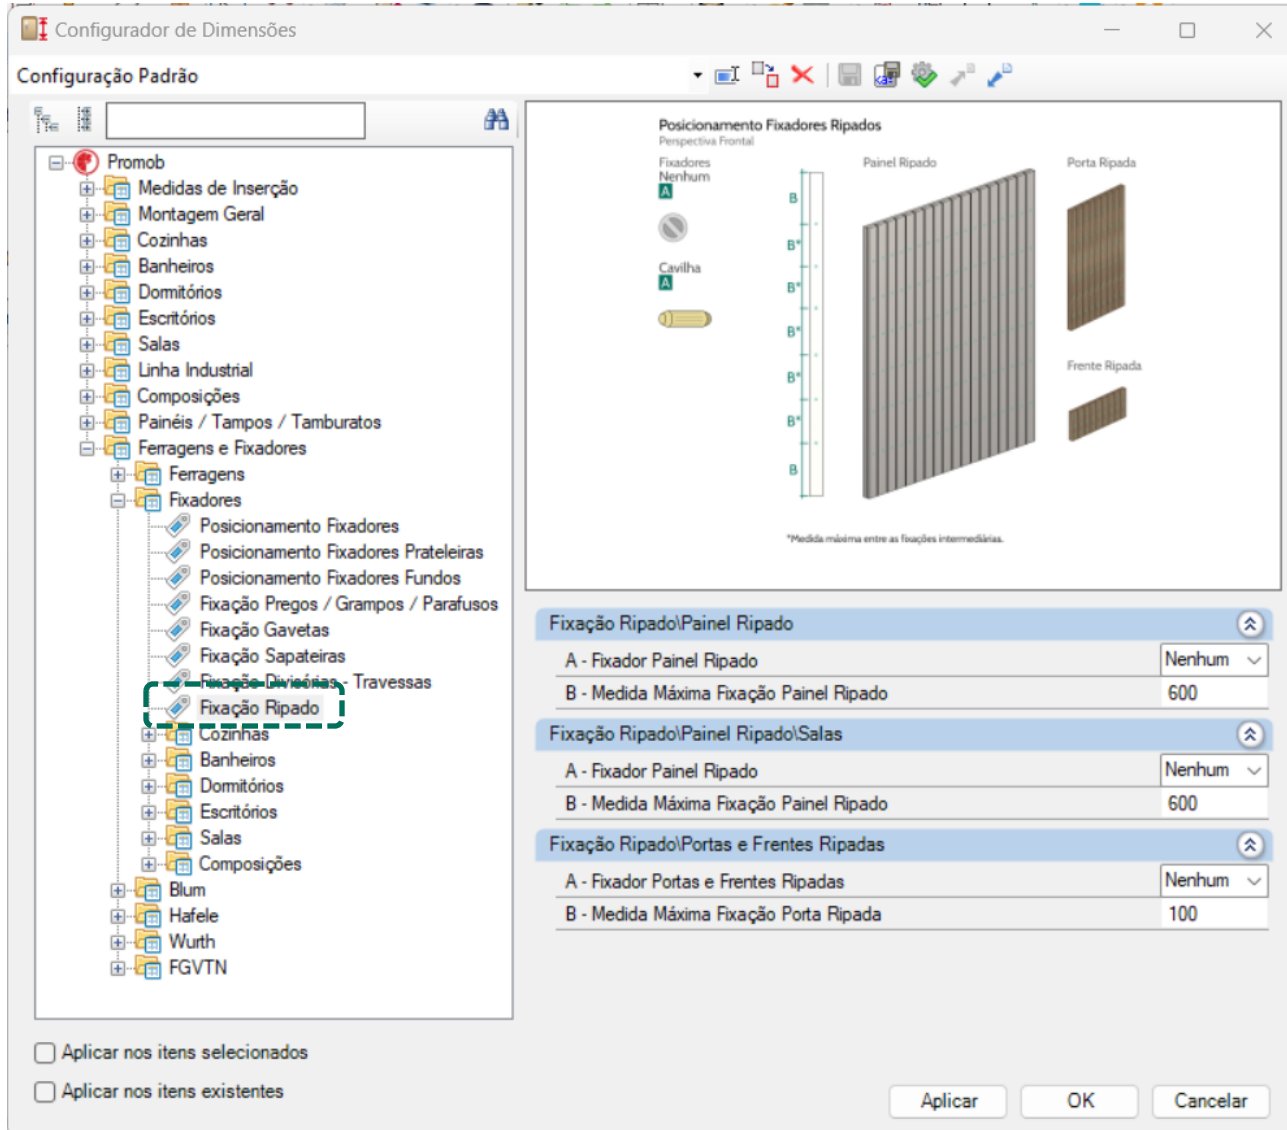 Configurador de Dimensões
Configuração Padrão
Promob
Medidas de Inserção
Montagem Geral
Cozinhas
Banheiros
Dormitórios
Escritórios
Salas
Linha Industrial
Composições
Painéis / Tampos / Tamburatos
Ferragens e Fixadores
Ferragens
Fixadores
Posicionamento Fixadores
Posicionamento Fixadores Prateleiras
Posicionamento Fixadores Fundos
Fixação Pregos / Grampos / Parafusos
Fixação Gavetas
Fixação Sapateiras
Fixação Divisórias - Travessas
Fixação Ripado
Cozinhas
Banheiros
Dormitórios
Escritórios
Salas
Composições
Blum
Hafele
Wurth
FGVTN
Aplicar nos itens selecionados
Aplicar nos itens existentes
Posicionamento Fixadores Ripados
Perspectiva Frontal
Fixadores
Nenhum
A
Cavilha
A
B
B*
B*
B*
B*
B*
B
Painel Ripado
Porta Ripada
Frente Ripada
*Medida máxima entre as fixações intermediárias.
Fixação Ripado\Painel Ripado
A - Fixador Painel Ripado Nenhum
B - Medida Máxima Fixação Painel Ripado 600
Fixação Ripado\Painel Ripado\Salas
A - Fixador Painel Ripado Nenhum
B - Medida Máxima Fixação Painel Ripado 600
Fixação Ripado\Portas e Frentes Ripadas
A - Fixador Portas e Frentes Ripadas Nenhum
B - Medida Máxima Fixação Porta Ripada 100
Aplicar OK Cancelar